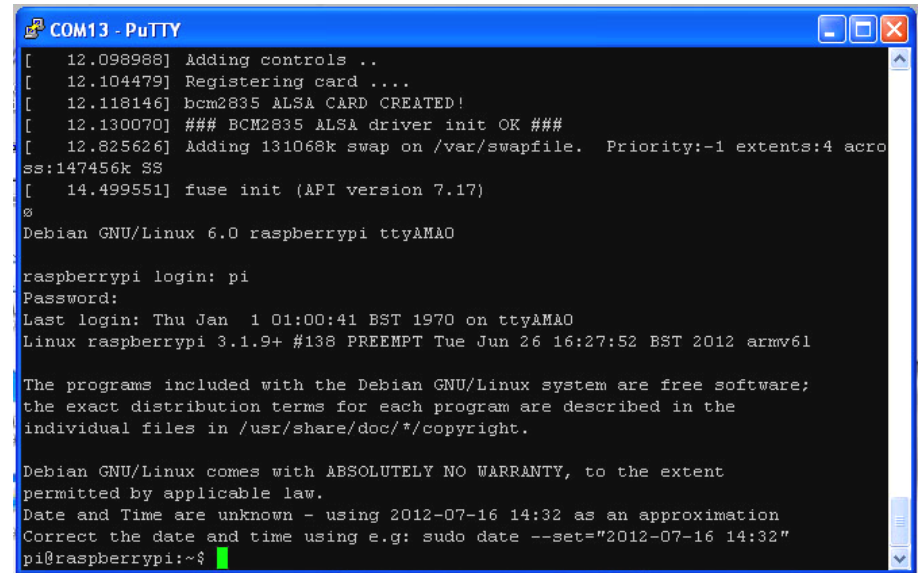 COM13 - PuTTY
[   12.098988] Adding controls ..
[   12.104479] Registering card ....
[   12.118146] bcm2835 ALSA CARD CREATED!
[   12.130070] ### BCM2835 ALSA driver init OK ###
[   12.825626] Adding 131068k swap on /var/swapfile.  Priority:-1 extents:4 acro
ss:147456k SS
[   14.499551] fuse init (API version 7.17)
ø
Debian GNU/Linux 6.0 raspberrypi ttyAMA0
raspberrypi login: pi
Password:
Last login: Thu Jan  1 01:00:41 BST 1970 on ttyAMA0
Linux raspberrypi 3.1.9+ #138 PREEMPT Tue Jun 26 16:27:52 BST 2012 armv6l
The programs included with the Debian GNU/Linux system are free software;
the exact distribution terms for each program are described in the
individual files in /usr/share/doc/*/copyright.
Debian GNU/Linux comes with ABSOLUTELY NO WARRANTY, to the extent
permitted by applicable law.
Date and Time are unknown - using 2012-07-16 14:32 as an approximation
Correct the date and time using e.g: sudo date --set="2012-07-16 14:32"
pi@raspberrypi:~$